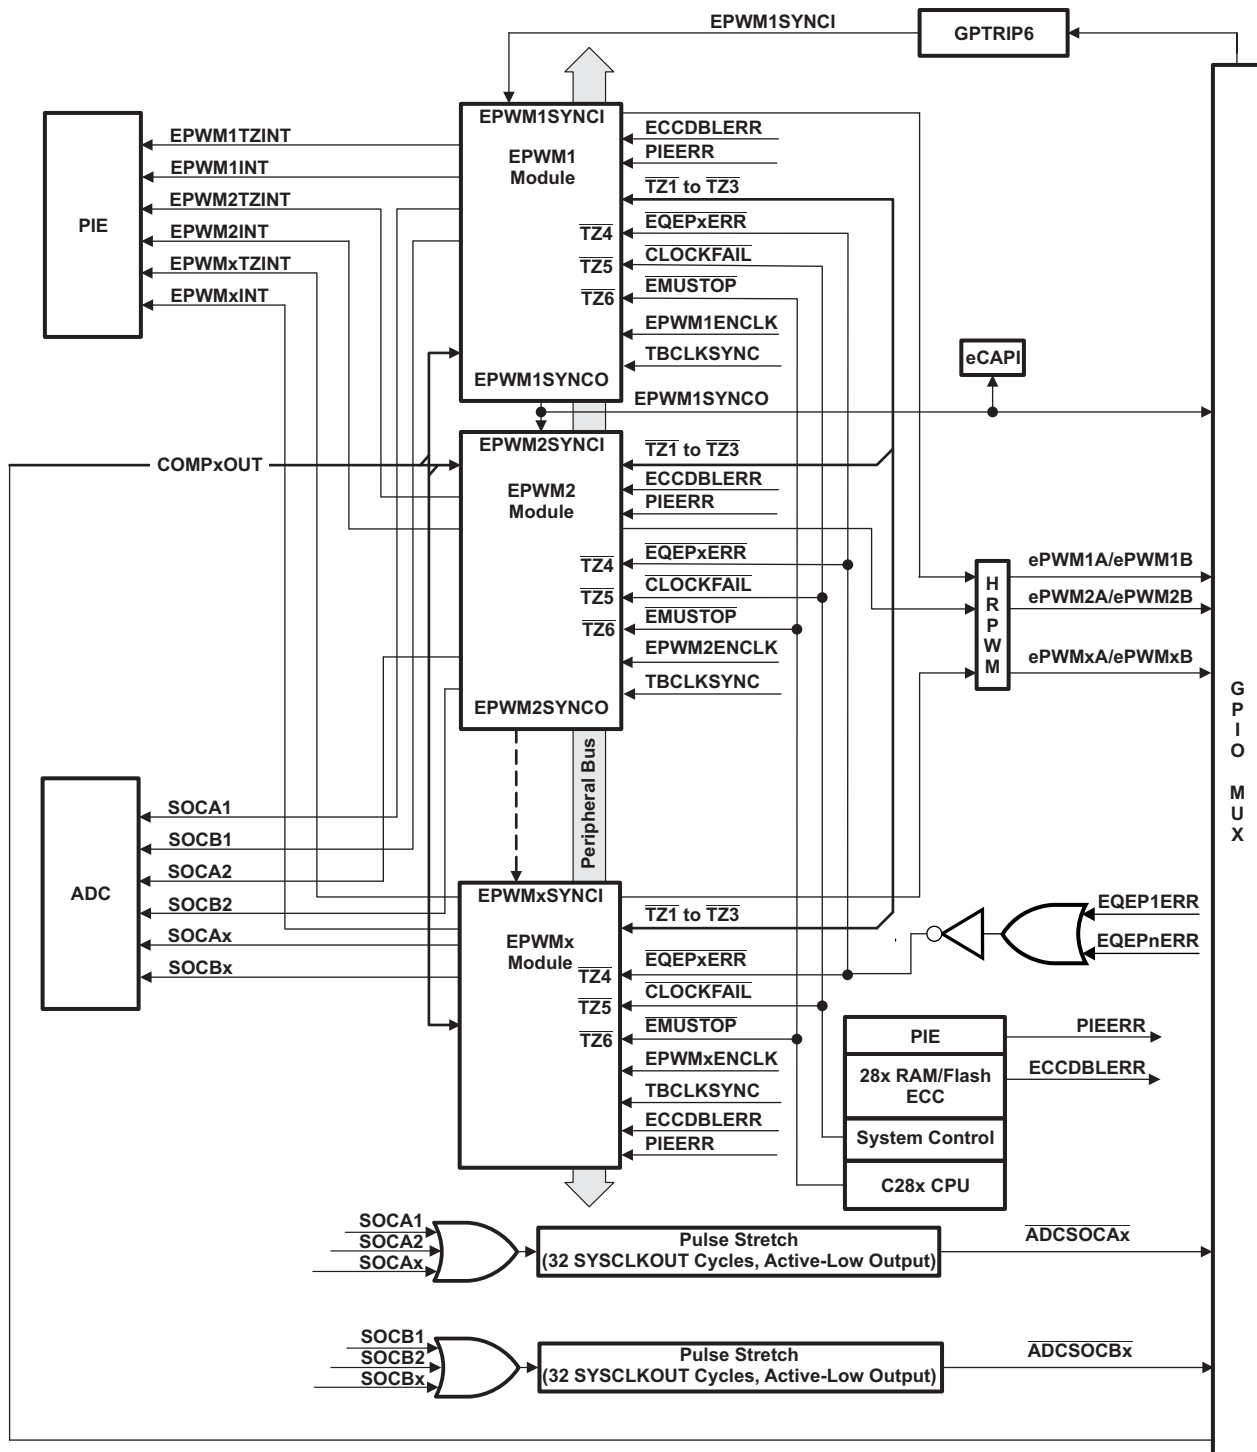 EPWM1SYNCI
GPTRIP6
EPWM1SYNCI
EPWM1
Module
EPWM1TZINT
EPWM1INT
EPWM2TZINT
EPWM2INT
EPWMxTZINT
EPWMxINT
PIE
ECCDBLERR
PIEERR
TZ1 to TZ3
EQEPxERR
TZ4
CLOCKFAIL
TZ5
EMUSTOP
TZ6
EPWM1ENCLK
TBCLKSYNC
EPWM1SYNCO
eCAPI
EPWM1SYNCO
COMPxOUT
EPWM2SYNCI
EPWM2
Module
TZ1 to TZ3
ECCDBLERR
PIEERR
EQEPxERR
TZ4
CLOCKFAIL
TZ5
EMUSTOP
TZ6
EPWM2ENCLK
TBCLKSYNC
EPWM2SYNCO
H
R
P
W
M
ePWM1A/ePWM1B
ePWM2A/ePWM2B
ePWMxA/ePWMxB
G
P
I
O
M
U
X
Peripheral Bus
ADC
SOCA1
SOCB1
SOCA2
SOCB2
SOCAx
SOCBx
EPWMxSYNCI
EPWMx
Module
TZ1 to TZ3
EQEPxERR
TZ4
CLOCKFAIL
TZ5
EMUSTOP
TZ6
EPWMxENCLK
TBCLKSYNC
ECCDBLERR
PIEERR
EQEP1ERR
EQEPnERR
PIE
28x RAM/Flash
ECC
System Control
C28x CPU
PIEERR
ECCDBLERR
SOCA1
SOCA2
SOCAx
Pulse Stretch
(32 SYSCLKOUT Cycles, Active-Low Output)
ADCSOCAx
SOCB1
SOCB2
SOCBx
Pulse Stretch
(32 SYSCLKOUT Cycles, Active-Low Output)
ADCSOCBx